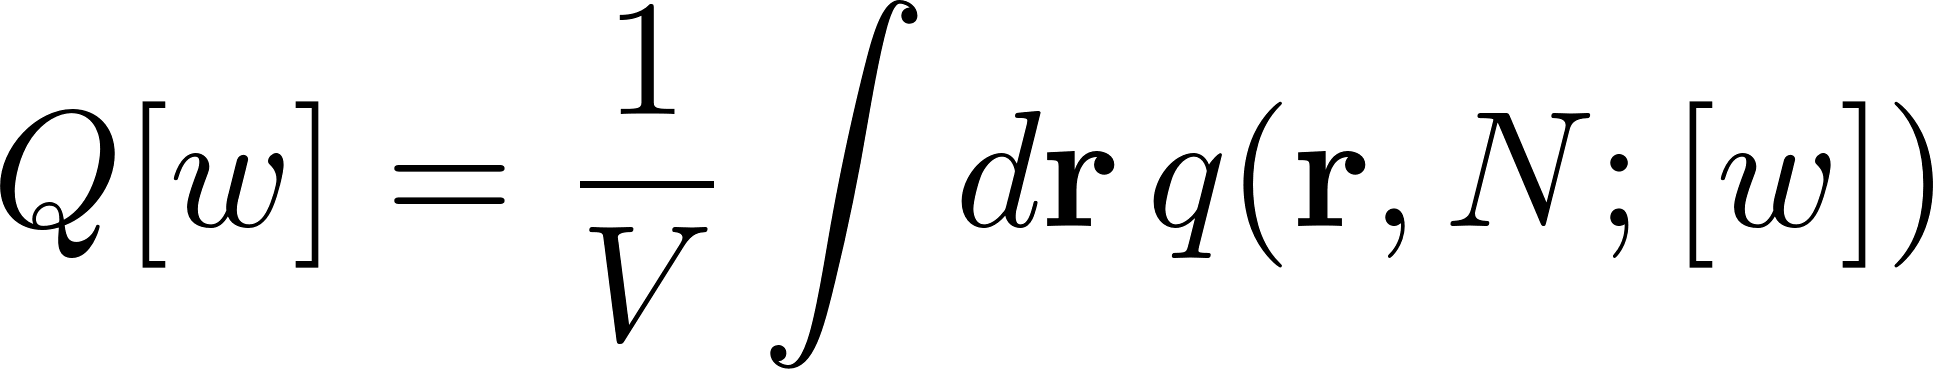 Q[w] = \frac{1}{V} \int d\mathbf{r}\, q(\mathbf{r}, N; [w])